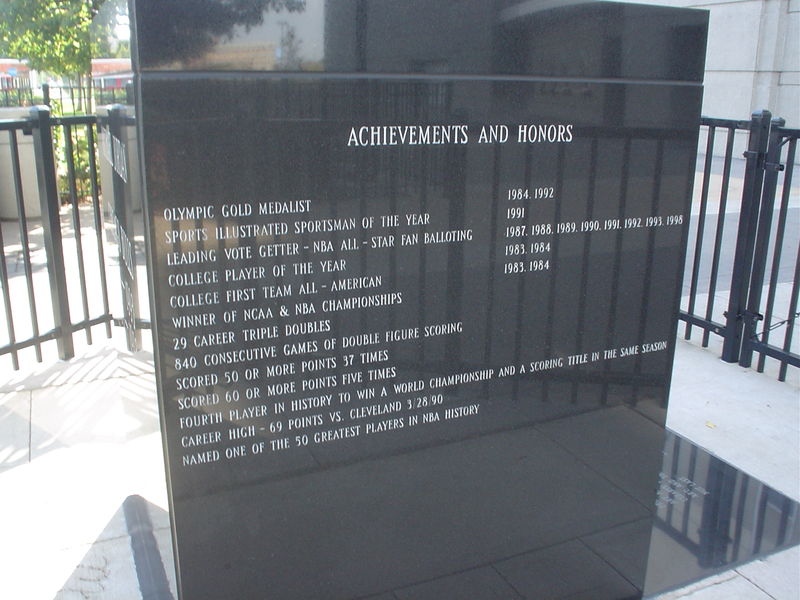 ACHIEVEMENTS AND HONORS
OLYMPIC GOLD MEDALIST 1984, 1992
SPORTS ILLUSTRATED SPORTSMAN OF THE YEAR 1991
LEADING VOTE GETTER - NBA ALL - STAR FAN BALLOTING 1987, 1988, 1989, 1990, 1991, 1992, 1993, 1998
COLLEGE PLAYER OF THE YEAR 1983, 1984
COLLEGE FIRST TEAM ALL - AMERICAN 1983, 1984
WINNER OF NCAA & NBA CHAMPIONSHIPS
29 CAREER TRIPLE DOUBLES
840 CONSECUTIVE GAMES OF DOUBLE FIGURE SCORING
SCORED 50 OR MORE POINTS 37 TIMES
SCORED 60 OR MORE POINTS FIVE TIMES
FOURTH PLAYER IN HISTORY TO WIN A WORLD CHAMPIONSHIP AND A SCORING TITLE IN THE SAME SEASON
CAREER HIGH - 69 POINTS VS. CLEVELAND 3/28/90
NAMED ONE OF THE 50 GREATEST PLAYERS IN NBA HISTORY